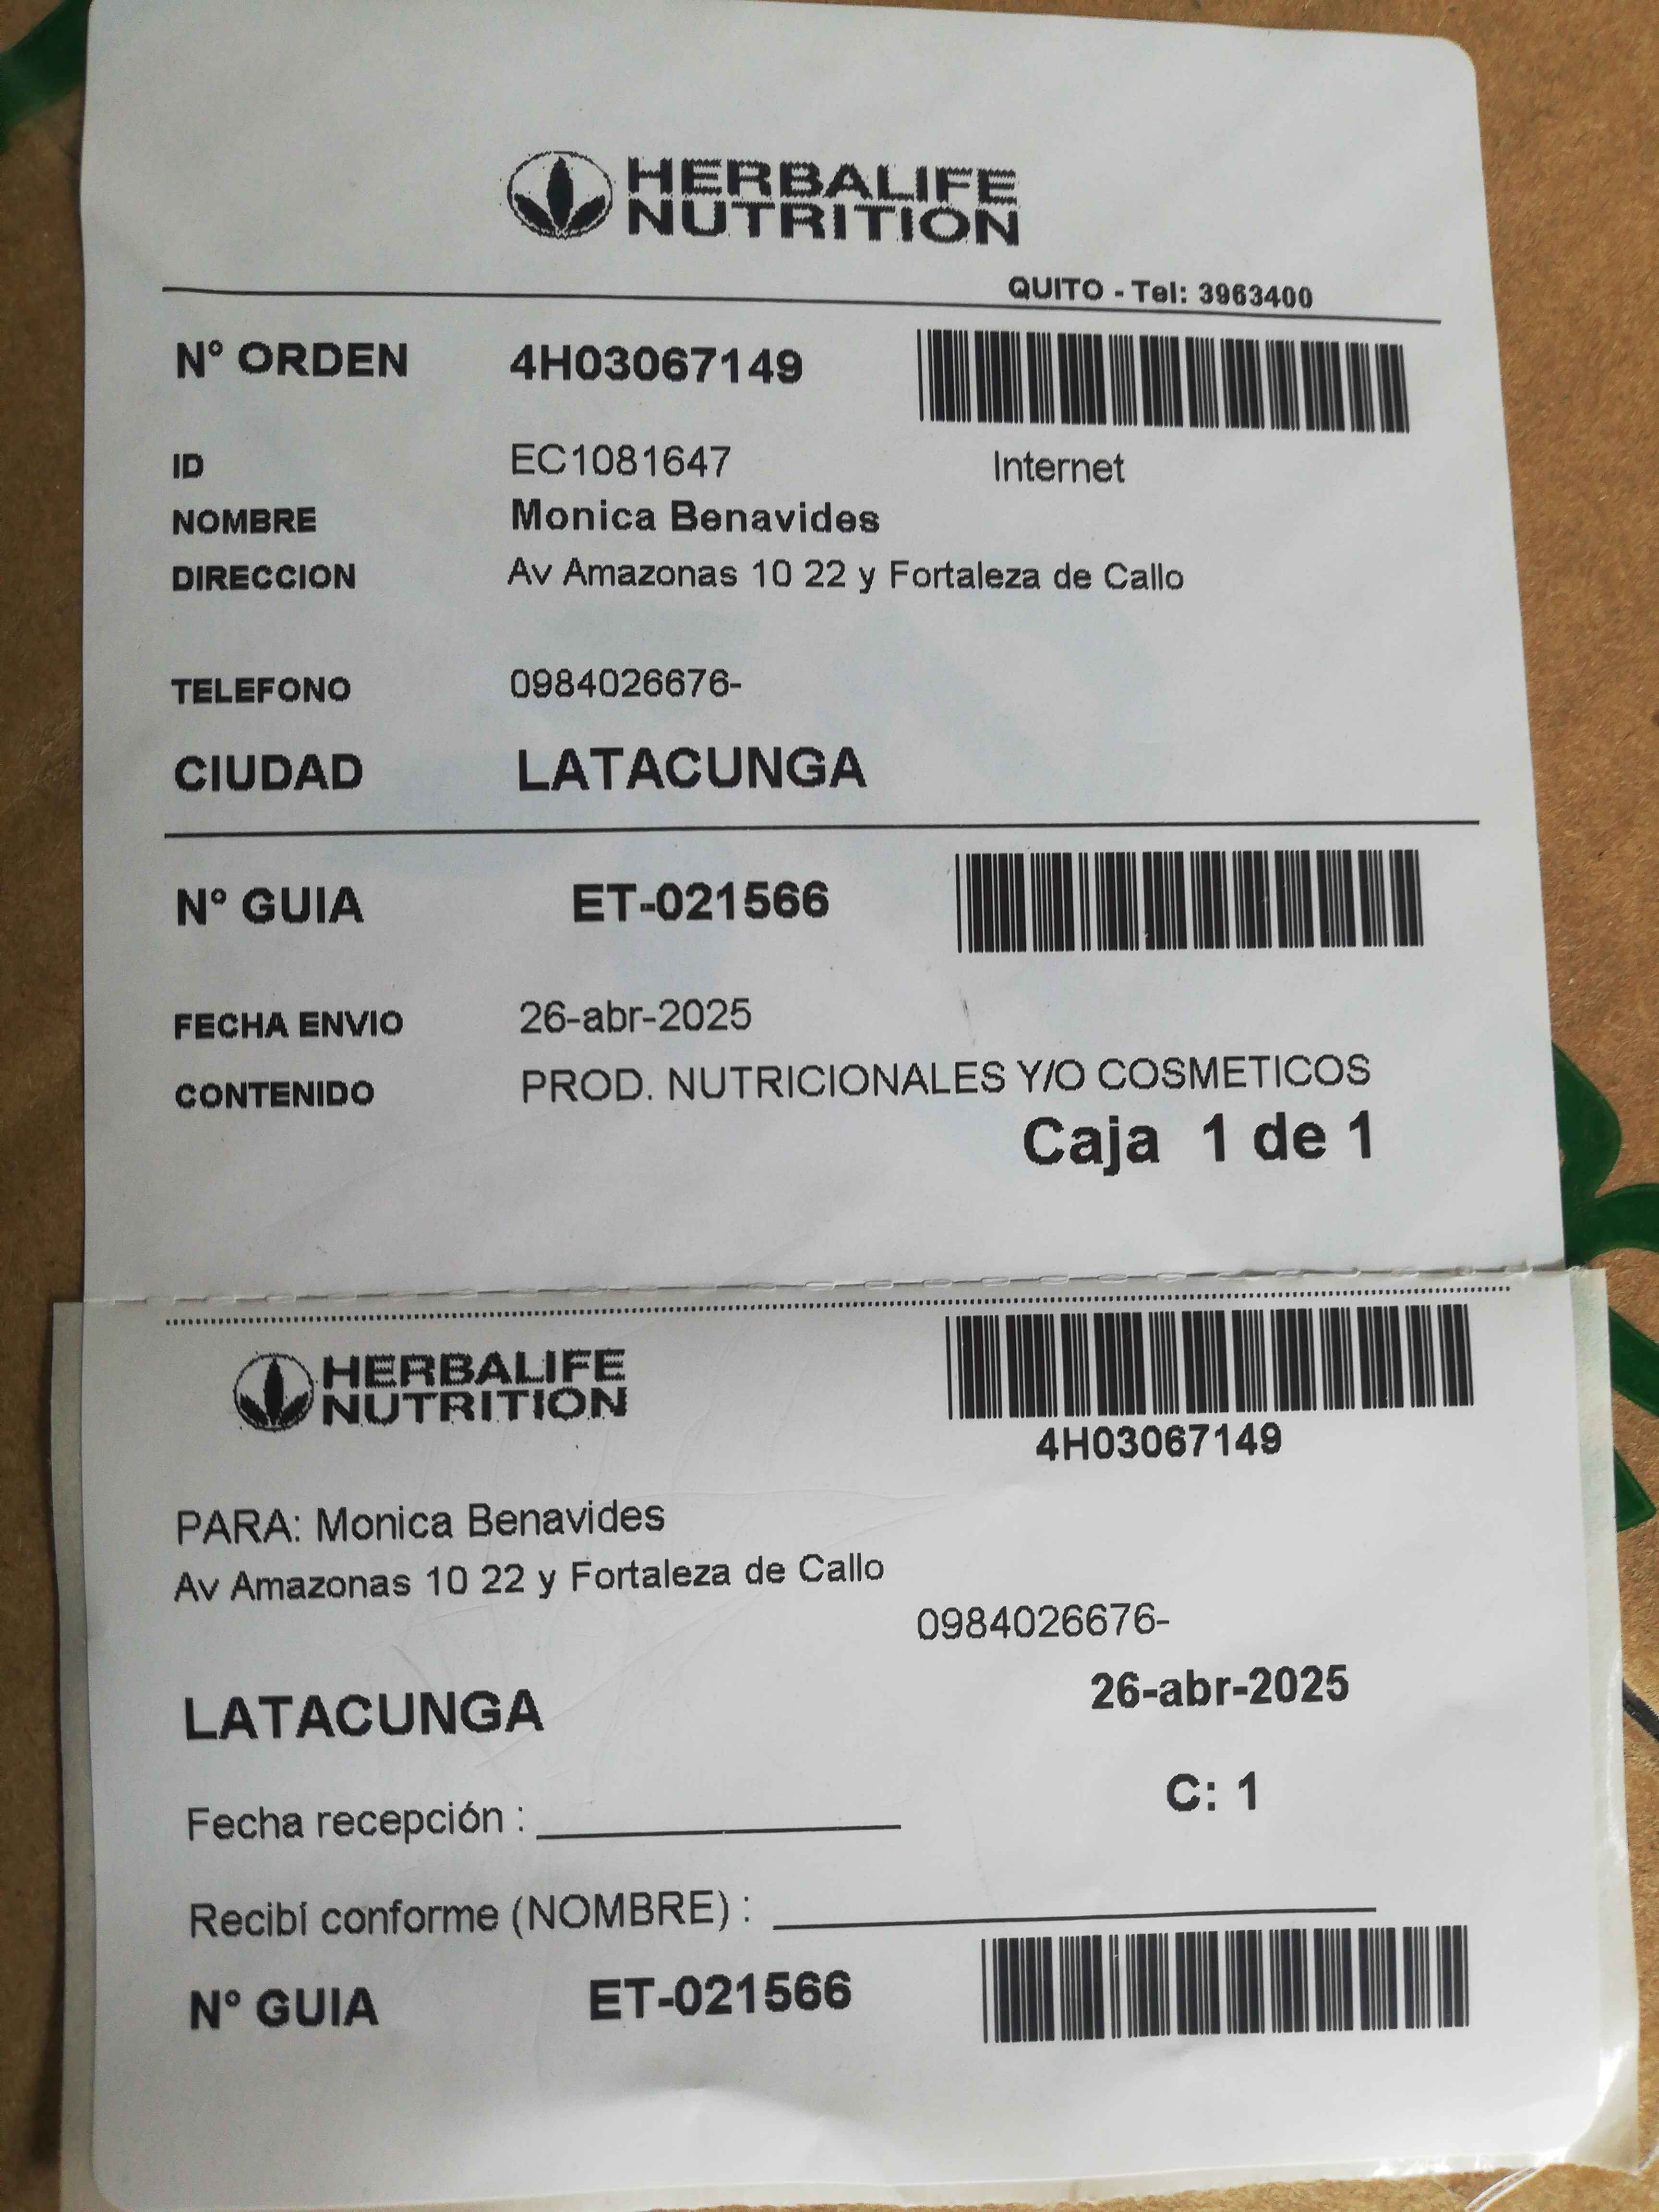 HERBALIFE
NUTRITION
QUITO - Tel: 3963400
N° ORDEN 4H03067149
ID EC1081647 Internet
NOMBRE Monica Benavides
DIRECCION Av Amazonas 10 22 y Fortaleza de Callo
TELEFONO 0984026676-
CIUDAD LATACUNGA
N° GUIA ET-021566
FECHA ENVIO 26-abr-2025
CONTENIDO PROD. NUTRICIONALES Y/O COSMETICOS
Caja 1 de 1
HERBALIFE
NUTRITION
4H03067149
PARA: Monica Benavides
Av Amazonas 10 22 y Fortaleza de Callo
0984026676-
LATACUNGA 26-abr-2025
C: 1
Fecha recepción :
Recibí conforme (NOMBRE) :
N° GUIA ET-021566